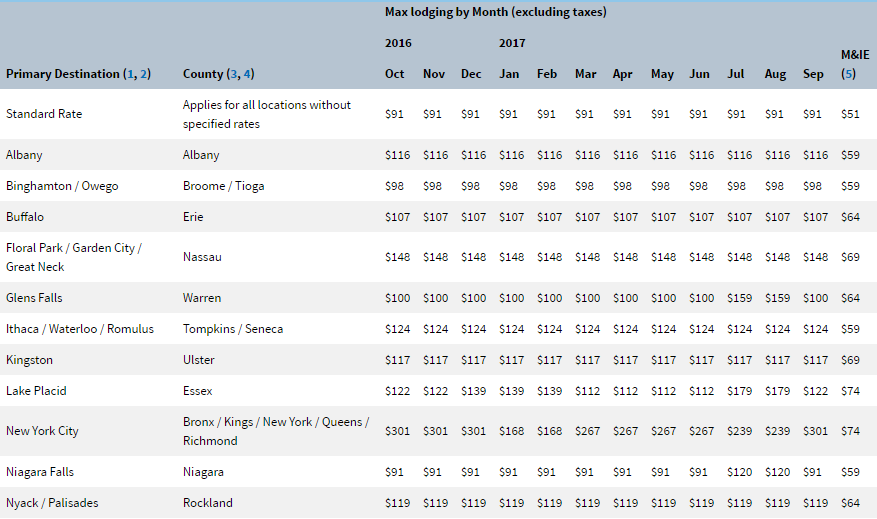 Max lodging by Month (excluding taxes)
2016 2017
M&IE
Primary Destination (1, 2) County (3, 4) Oct Nov Dec Jan Feb Mar Apr May Jun Jul Aug Sep (5)
Applies for all locations without
Standard Rate $91 $91 $91 $91 $91 $91 $91 $91 $91 $91 $91 $91 $51
specified rates
Albany Albany $116 $116 $116 $116 $116 $116 $116 $116 $116 $116 $116 $116 $59
Binghamton / Owego Broome / Tioga $98 $98 $98 $98 $98 $98 $98 $98 $98 $98 $98 $98 $59
Buffalo Erie $107 $107 $107 $107 $107 $107 $107 $107 $107 $107 $107 $107 $64
Floral Park / Garden City /
Nassau $148 $148 $148 $148 $148 $148 $148 $148 $148 $148 $148 $148 $69
Great Neck
Glens Falls Warren $100 $100 $100 $100 $100 $100 $100 $100 $100 $159 $159 $100 $64
Ithaca / Waterloo / Romulus Tompkins / Seneca $124 $124 $124 $124 $124 $124 $124 $124 $124 $124 $124 $124 $59
Kingston Ulster $117 $117 $117 $117 $117 $117 $117 $117 $117 $117 $117 $117 $69
Lake Placid Essex $122 $122 $139 $139 $139 $112 $112 $112 $112 $179 $179 $122 $74
Bronx / Kings / New York / Queens /
New York City $301 $301 $301 $168 $168 $267 $267 $267 $267 $239 $239 $301 $74
Richmond
Niagara Falls Niagara $91 $91 $91 $91 $91 $91 $91 $91 $91 $120 $120 $91 $59
Nyack / Palisades Rockland $119 $119 $119 $119 $119 $119 $119 $119 $119 $119 $119 $119 $64